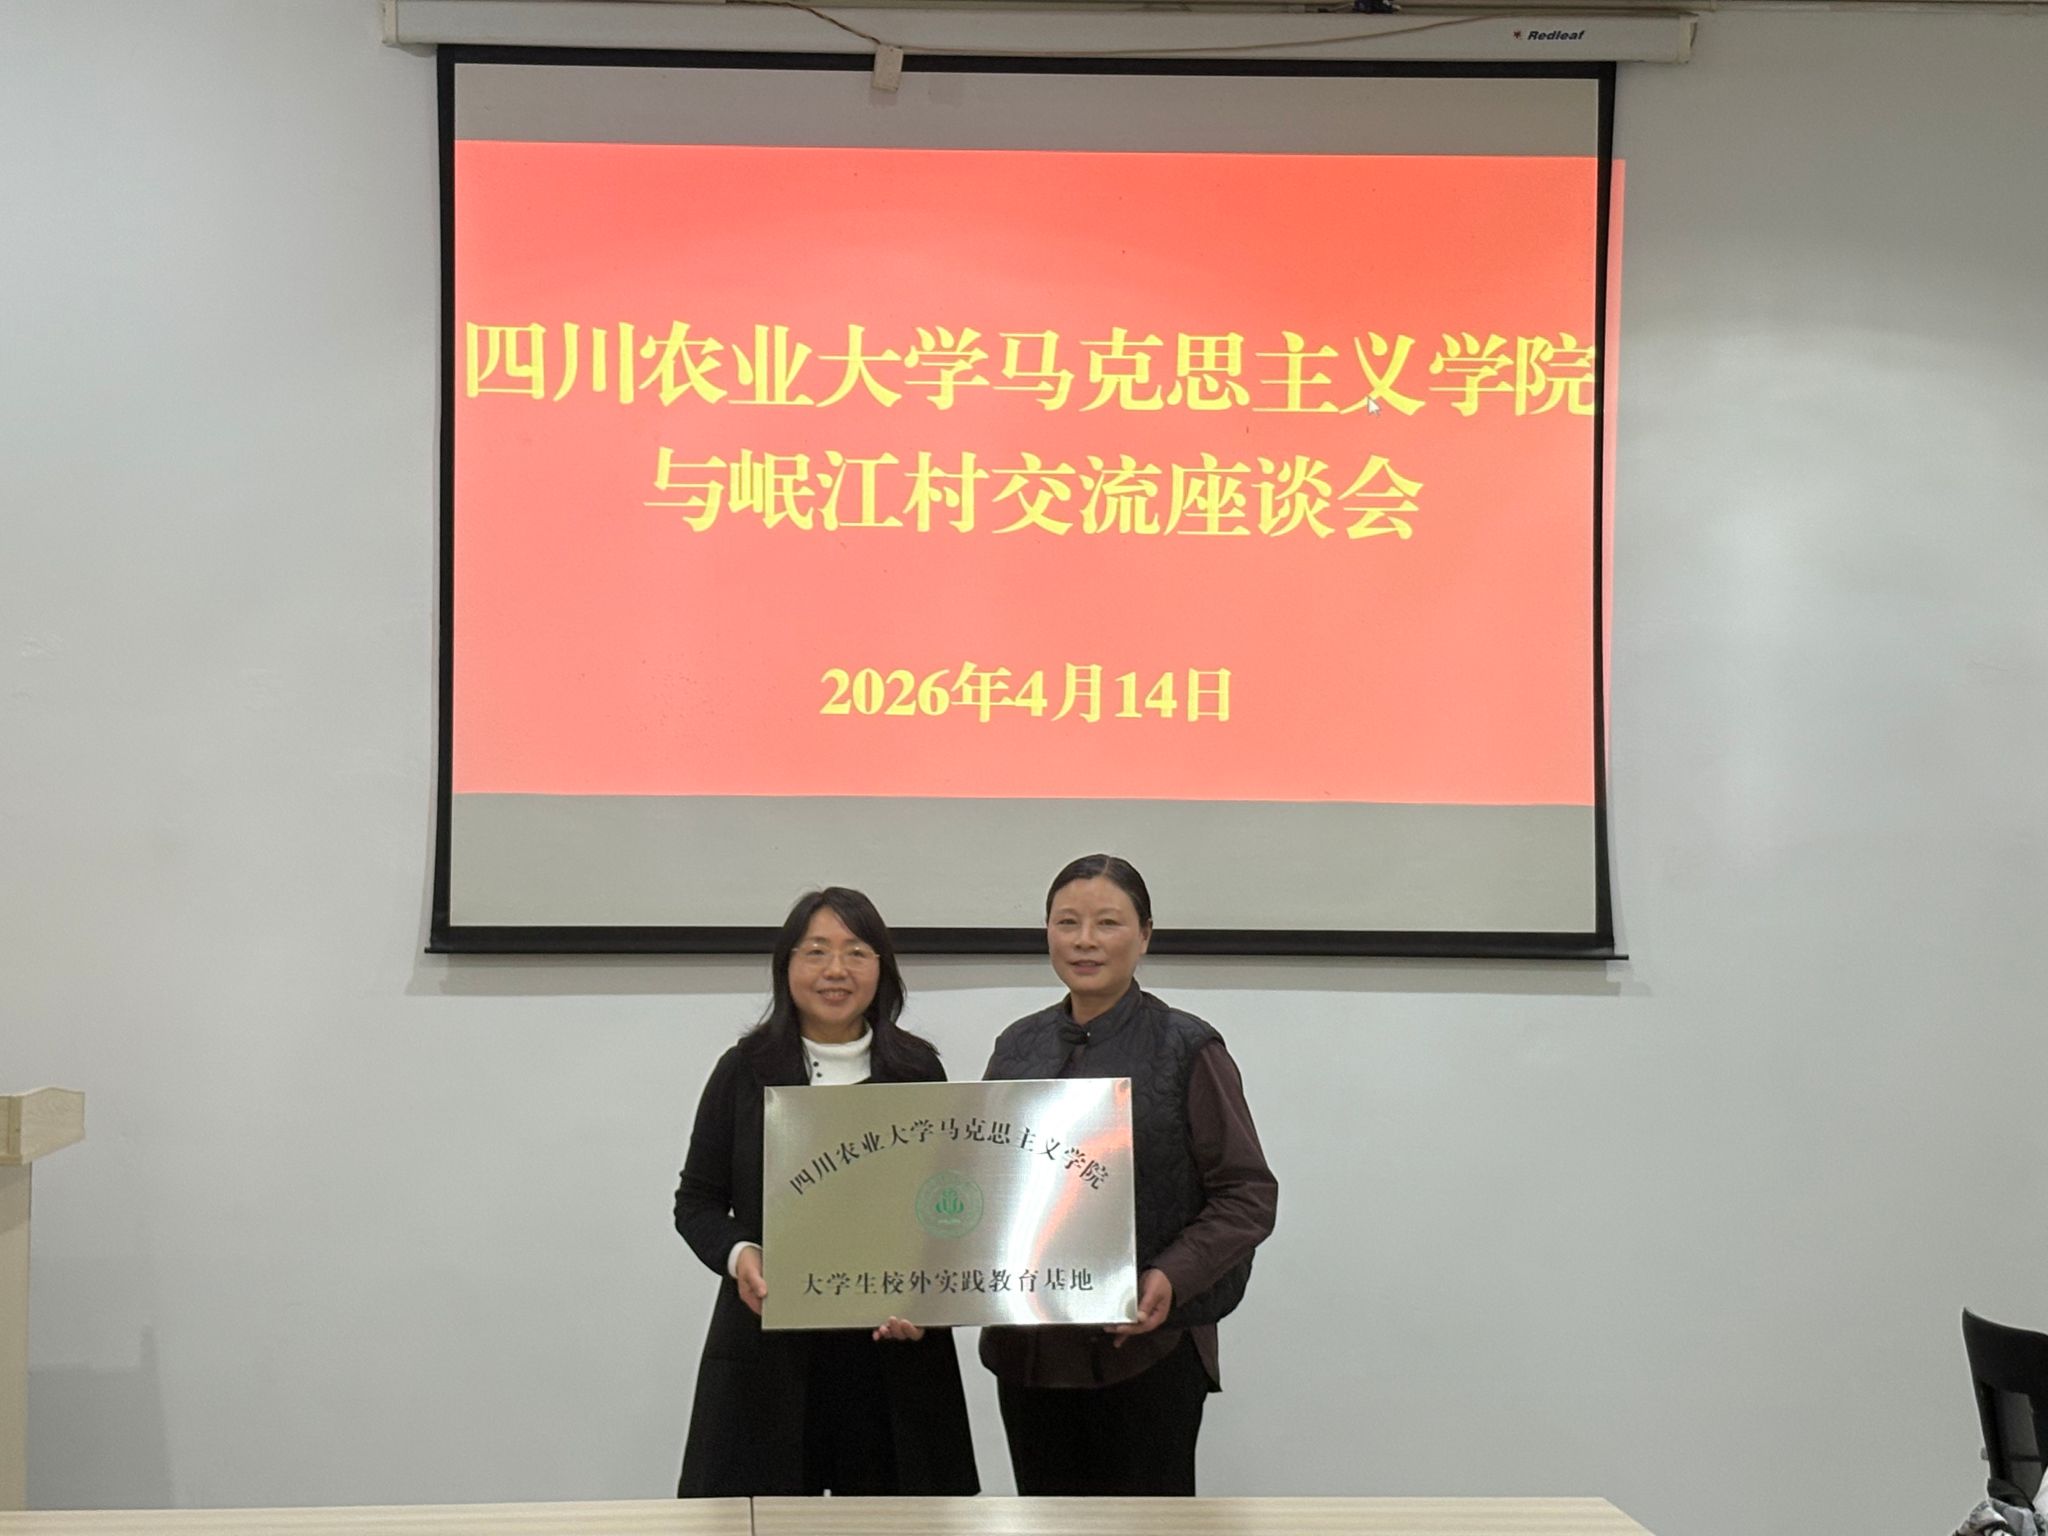 Redleaf
四川农业大学马克思主义学院
与岷江村交流座谈会
2026年4月14日
四川农业大学马克思主义学院
大学生校外实践教育基地